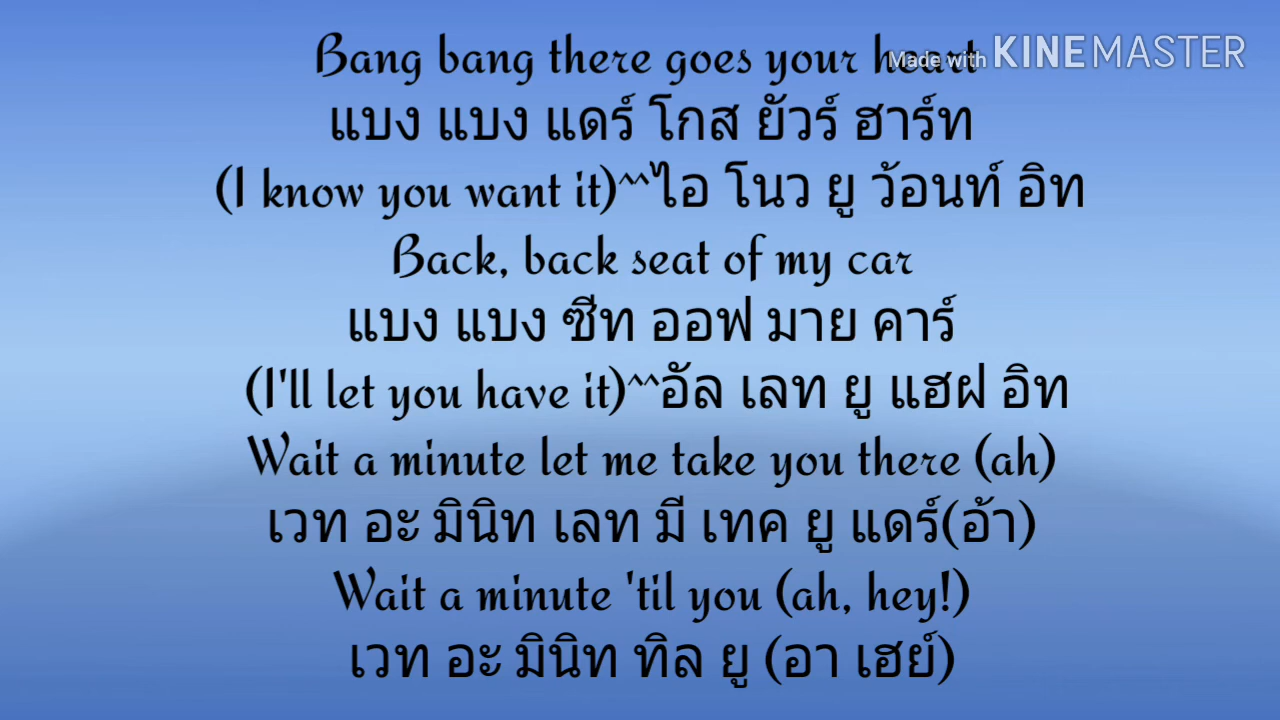 Bang bang there goes your heart
Made with KINEMASTER
แบง แบง แดร์ โกส ยัวร์ ฮาร์ท
(I know you want it)^^ไอ โนว ยู ว้อนท์ อิท
Back, back seat of my car
แบง แบง ซีท ออฟ มาย คาร์
(I'll let you have it)^^อัล เลท ยู แฮฝ อิท
Wait a minute let me take you there (ah)
เวท อะ มินิท เลท มี เทค ยู แดร์(อ้า)
Wait a minute 'til you (ah, hey!)
เวท อะ มินิท ทิล ยู (อา เฮย์)